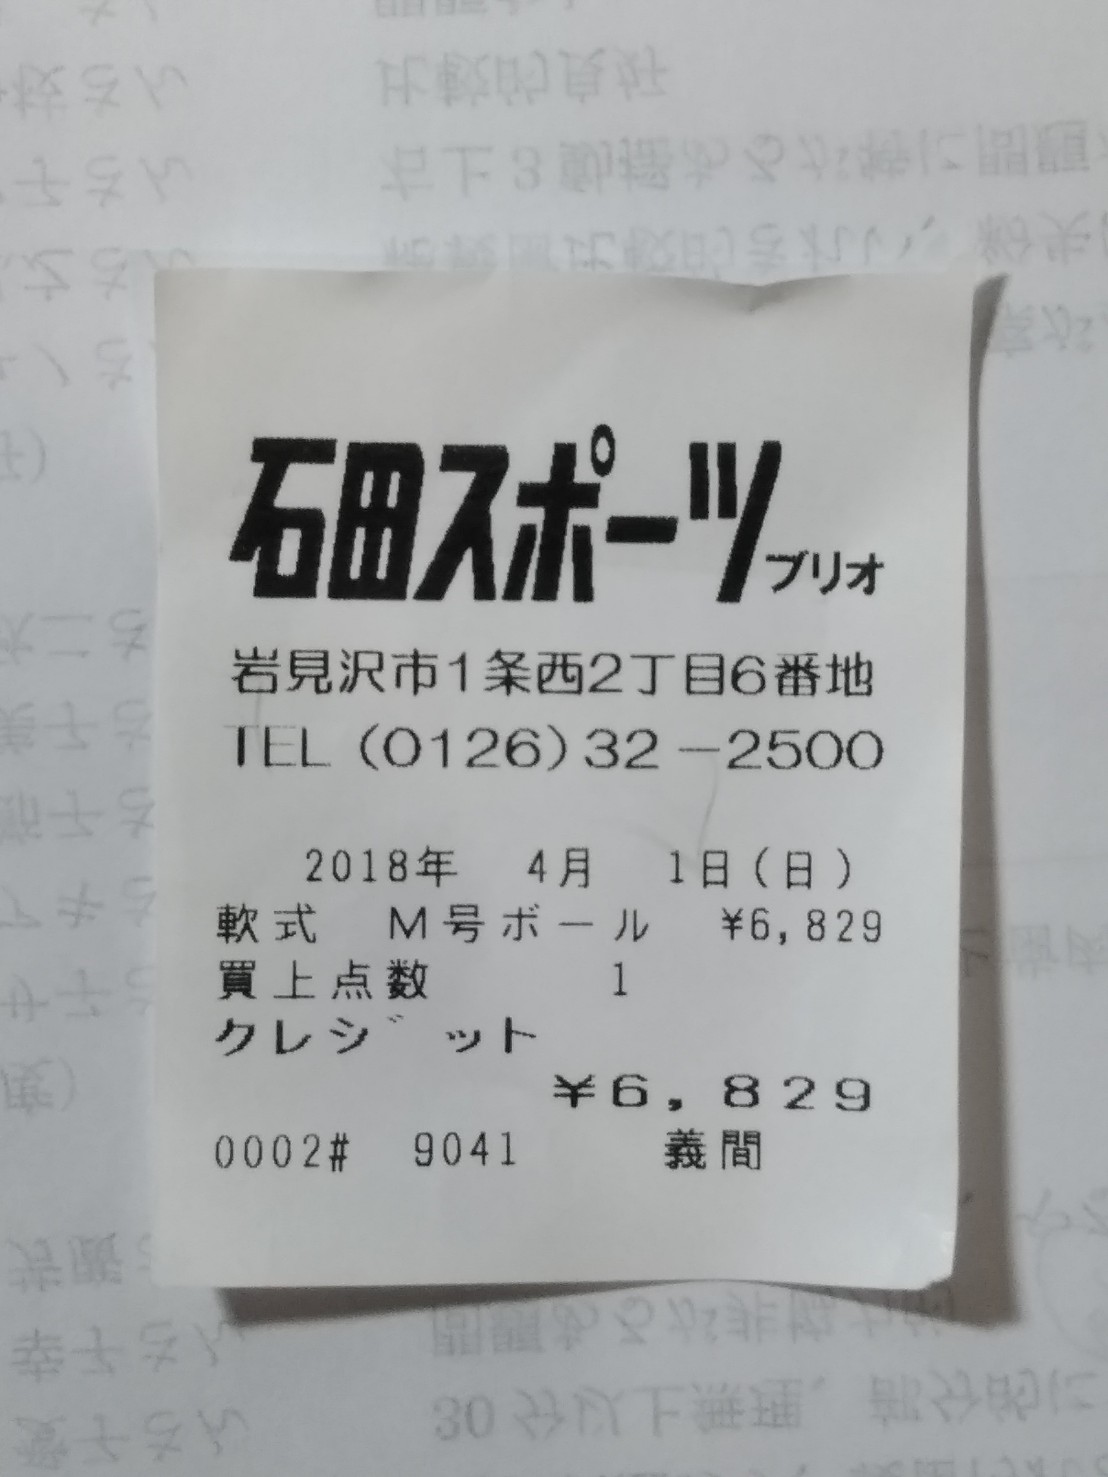 石田スポーツ ブリオ
岩見沢市1条西2丁目6番地
TEL (0126)32-2500
2018年 4月 1日(日)
軟式 M号ボール ¥6,829
買上点数 1
クレジット
¥6,829
0002# 9041 義間